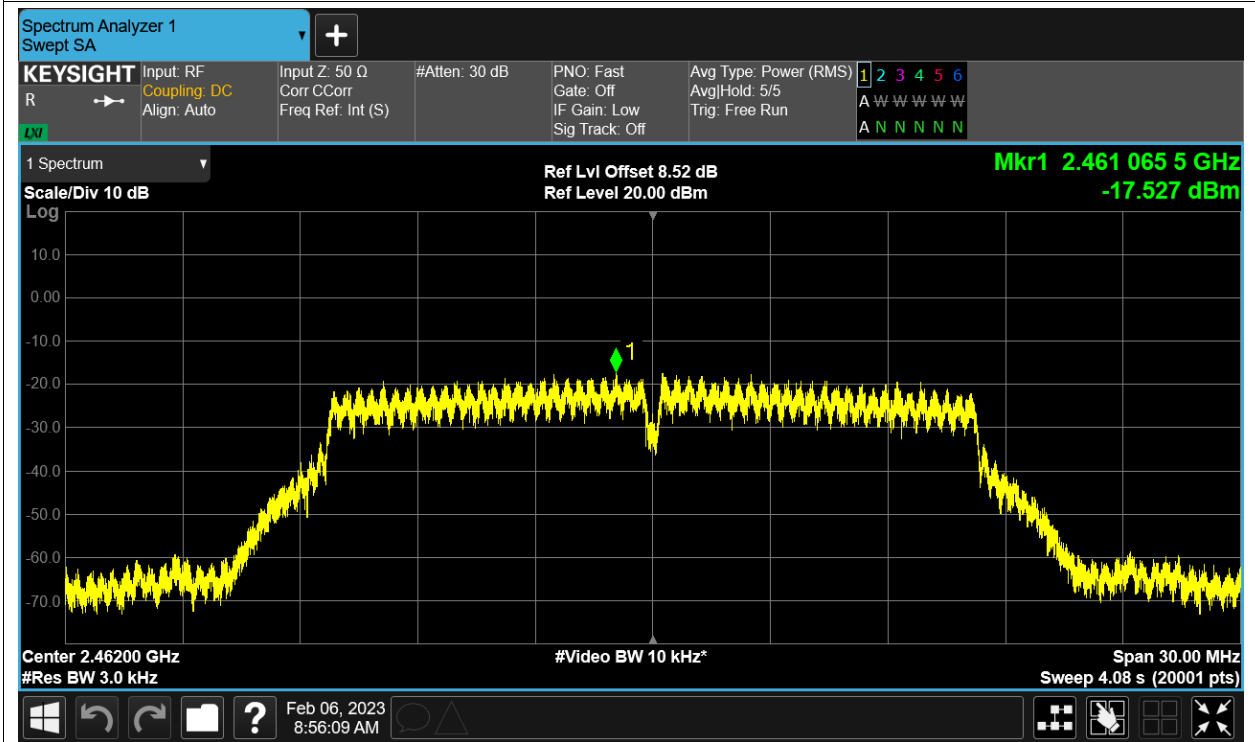 Spectrum Analyzer 1
Swept SA
KEYSIGHT
R
LXI
Input: RF
Coupling: DC
Align: Auto
Input Z: 50 Ω
Corr CCorr
Freq Ref: Int (S)
#Atten: 30 dB
PNO: Fast
Gate: Off
IF Gain: Low
Sig Track: Off
Avg Type: Power (RMS)
Avg|Hold: 5/5
Trig: Free Run
1 2 3 4 5 6
A W W W W W
A N N N N N
1 Spectrum
Scale/Div 10 dB
Log
Ref Lvl Offset 8.52 dB
Ref Level 20.00 dBm
Mkr1 2.461 065 5 GHz
-17.527 dBm
10.0
0.00
-10.0
-20.0
-30.0
-40.0
-50.0
-60.0
-70.0
1
Center 2.46200 GHz
#Res BW 3.0 kHz
#Video BW 10 kHz*
Span 30.00 MHz
Sweep 4.08 s (20001 pts)
?
Feb 06, 2023
8:56:09 AM